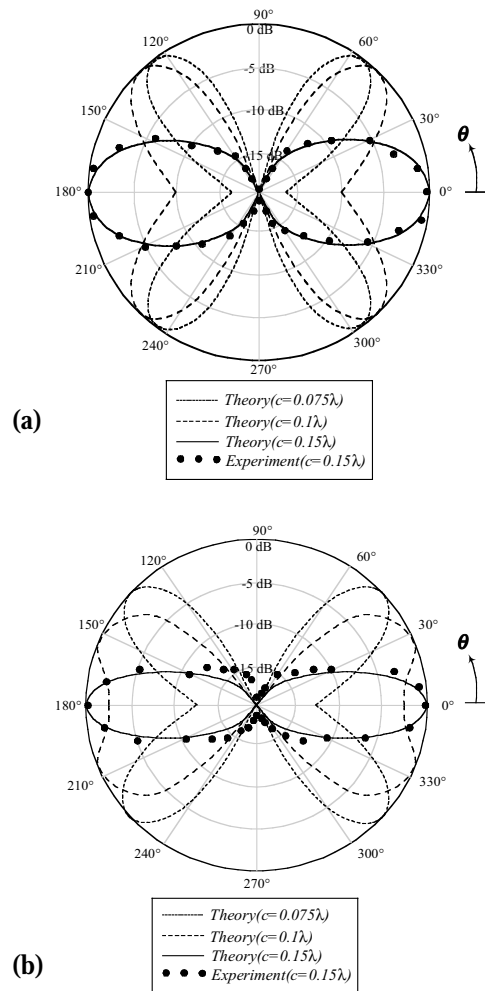 90°
0 dB
120°
60°
-5 dB
150°
-10 dB
30°
θ
-15 dB
180°
0°
210°
330°
240°
300°
270°
(a)
Theory(c=0.075λ)
Theory(c=0.1λ)
Theory(c=0.15λ)
Experiment(c=0.15λ)
90°
0 dB
120°
60°
-5 dB
150°
-10 dB
30°
θ
-15 dB
180°
0°
210°
330°
240°
300°
270°
(b)
Theory(c=0.075λ)
Theory(c=0.1λ)
Theory(c=0.15λ)
Experiment(c=0.15λ)